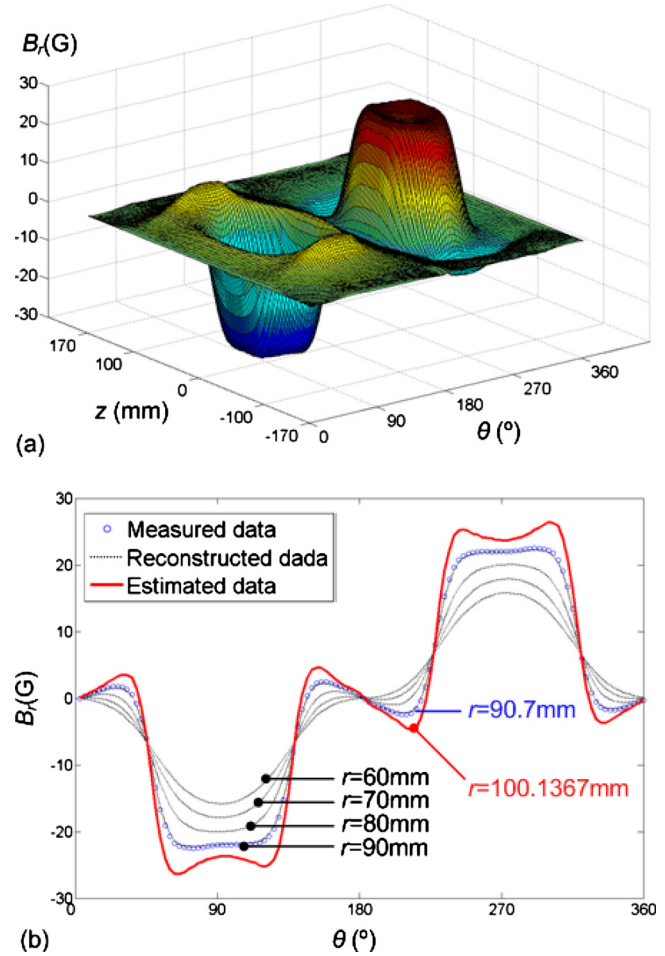 Bᵣ(G)
30
20
10
0
-10
-20
-30
170
100
0
-100
-170
z (mm)
0
90
180
270
360
θ (º)
(a)
30
20
10
0
-10
-20
-30
Bᵣ(G)
Measured data
Reconstructed dada
Estimated data
r=90.7mm
r=100.1367mm
r=60mm
r=70mm
r=80mm
r=90mm
0
90
180
270
360
(b)
θ (º)